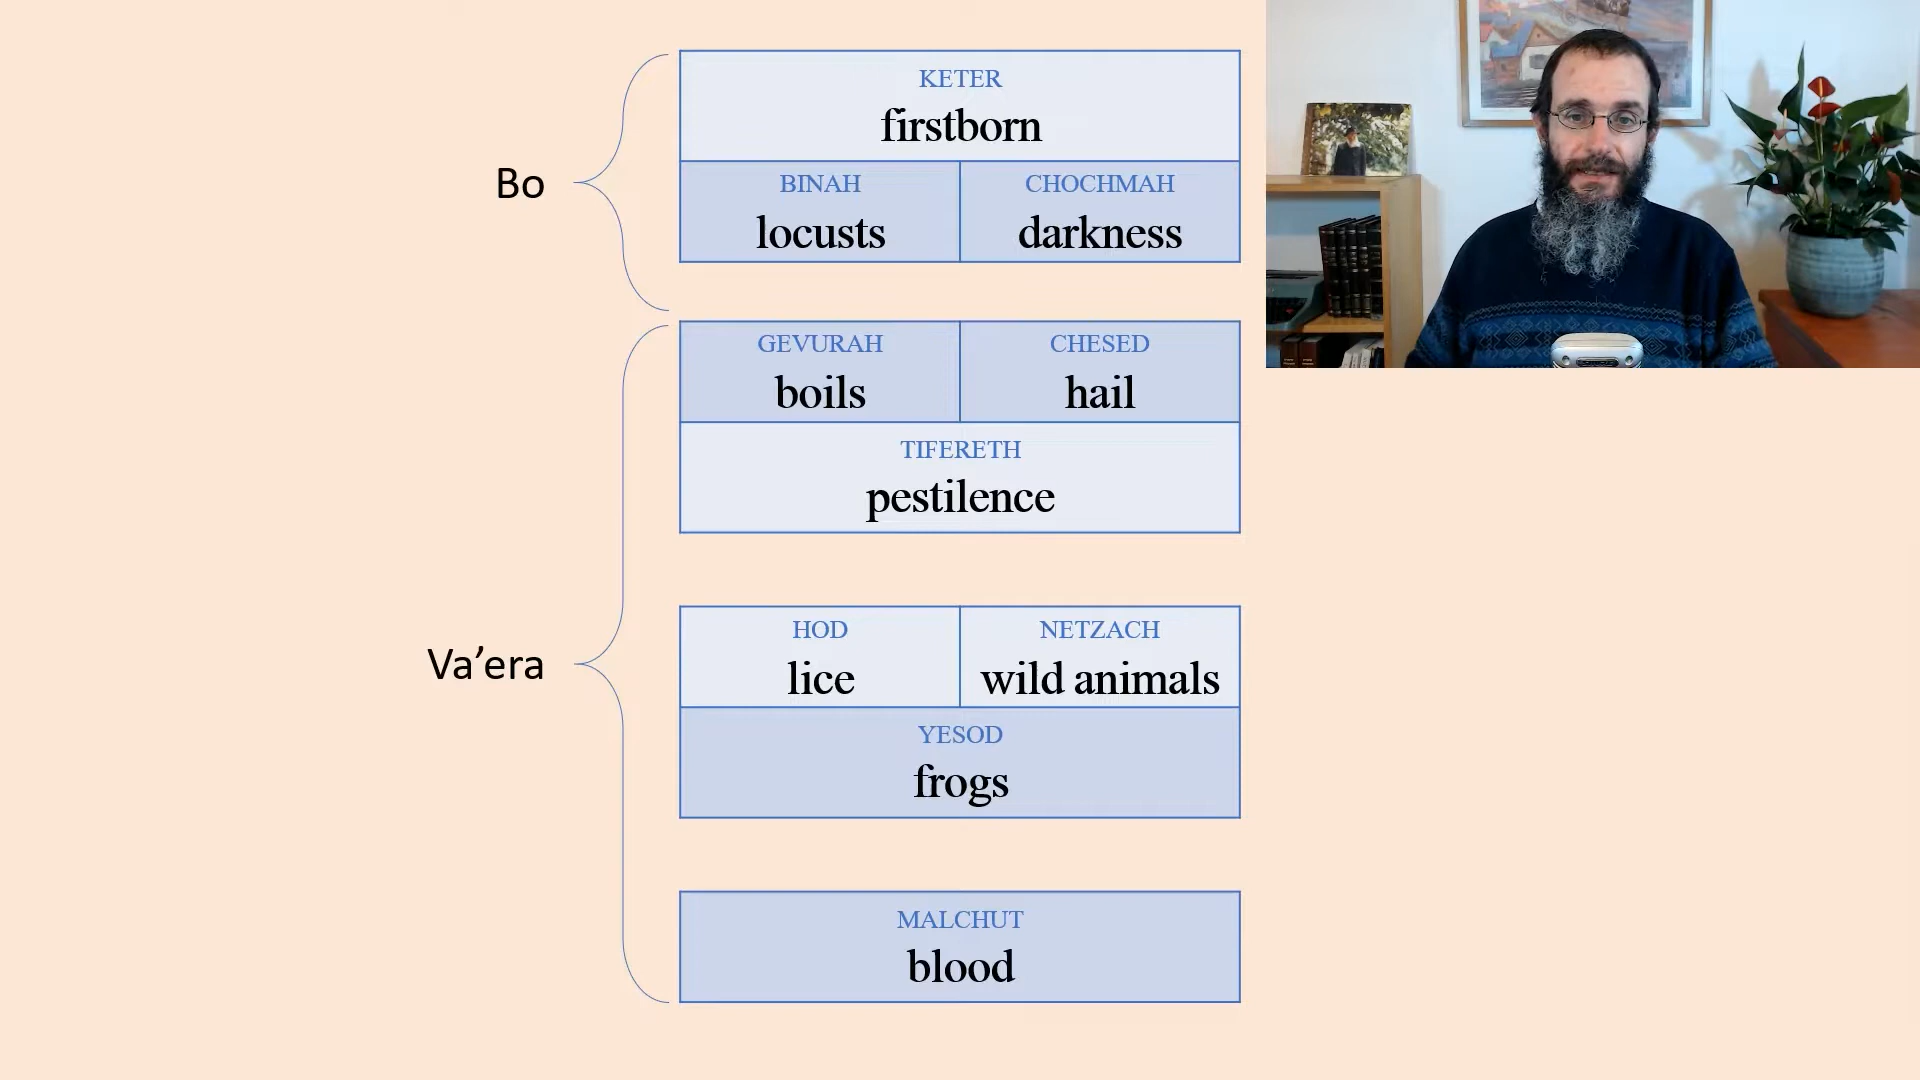 Bo
KETER
firstborn
BINAH
locusts
CHOCHMAH
darkness
Va’era
GEVURAH
boils
CHESED
hail
TIFERETH
pestilence
HOD
lice
NETZACH
wild animals
YESOD
frogs
MALCHUT
blood